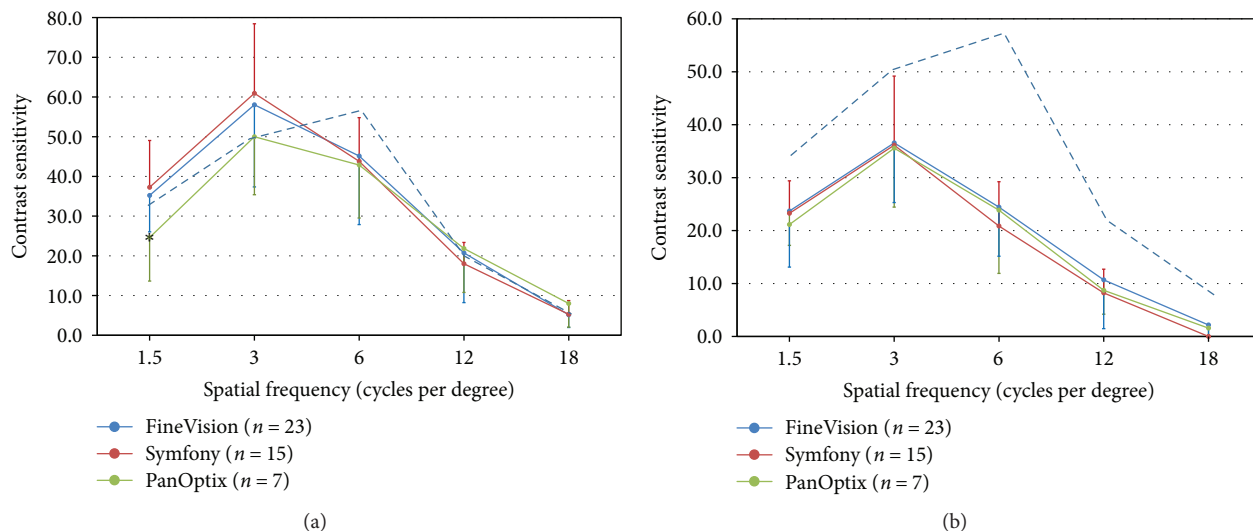 80.0
70.0
60.0
50.0
40.0
30.0
20.0
10.0
0.0
Contrast sensitivity
*
1.5 3 6 12 18
Spatial frequency (cycles per degree)
FineVision (n = 23)
Symfony (n = 15)
PanOptix (n = 7)
(a)
60.0
50.0
40.0
30.0
20.0
10.0
0.0
Contrast sensitivity
1.5 3 6 12 18
Spatial frequency (cycles per degree)
FineVision (n = 23)
Symfony (n = 15)
PanOptix (n = 7)
(b)